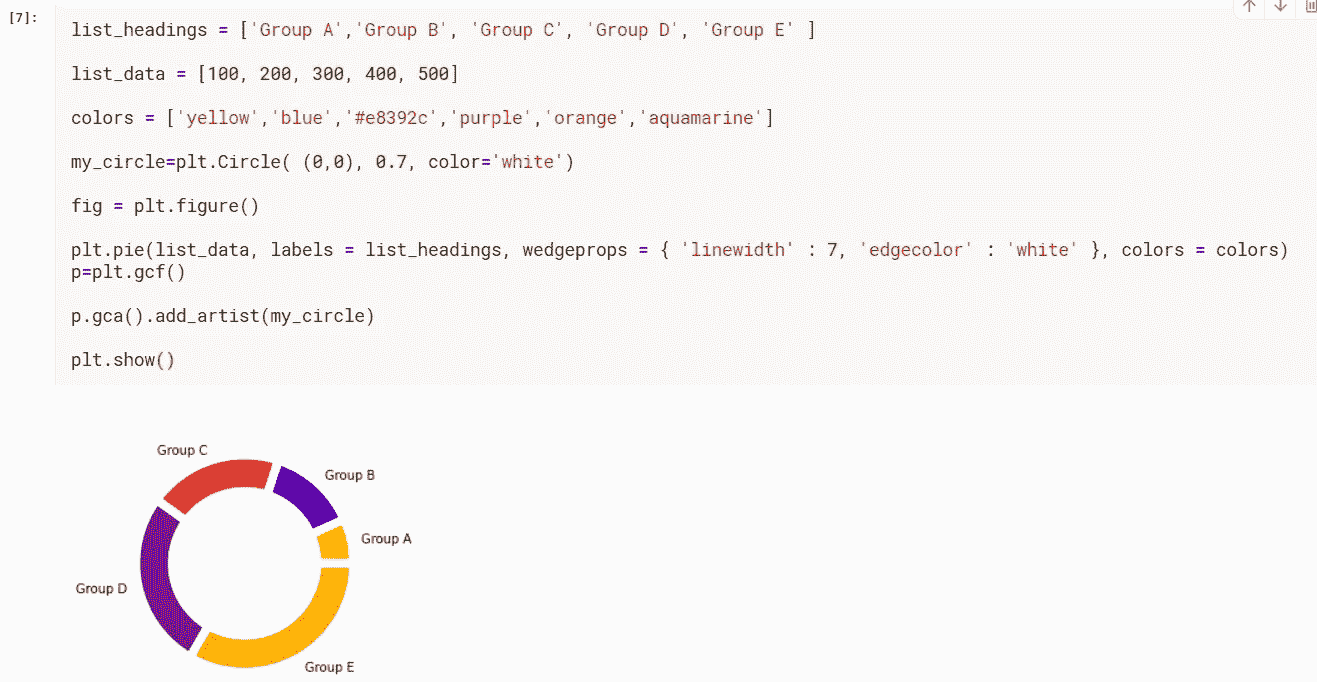 [7]:
list_headings = ['Group A','Group B', 'Group C', 'Group D', 'Group E' ]
list_data = [100, 200, 300, 400, 500]
colors = ['yellow','blue','#e8392c','purple','orange','aquamarine']
my_circle=plt.Circle( (0,0), 0.7, color='white')
fig = plt.figure()
plt.pie(list_data, labels = list_headings, wedgeprops = { 'linewidth' : 7, 'edgecolor' : 'white' }, colors = colors)
p=plt.gcf()
p.gca().add_artist(my_circle)
plt.show()
Group C
Group B
Group A
Group D
Group E